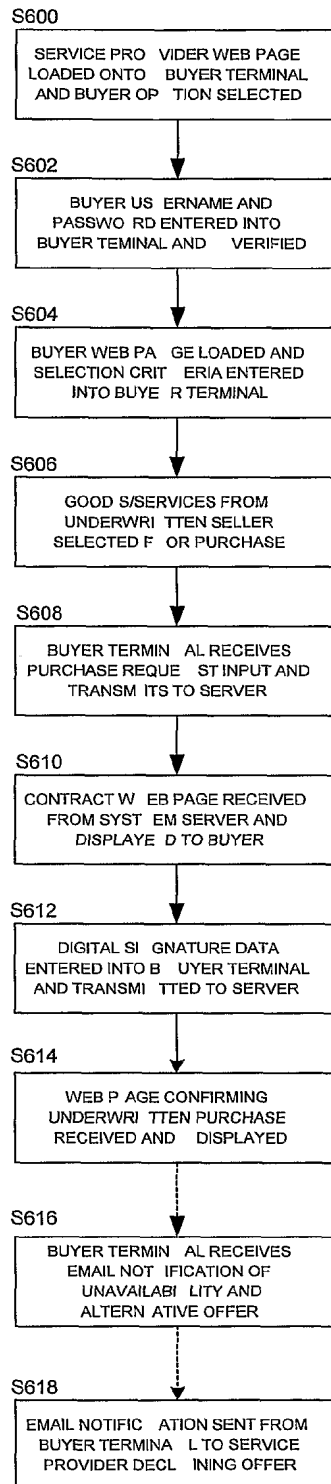 S600
SERVICE PRO VIDER WEB PAGE
LOADED ONTO BUYER TERMINAL
AND BUYER OP TION SELECTED
S602
BUYER US ERNAME AND
PASSWO RD ENTERED INTO
BUYER TEMINAL AND VERIFIED
S604
BUYER WEB PA GE LOADED AND
SELECTION CRIT ERIA ENTERED
INTO BUYE R TERMINAL
S606
GOOD S/SERVICES FROM
UNDERWRI TTEN SELLER
SELECTED F OR PURCHASE
S608
BUYER TERMIN AL RECEIVES
PURCHASE REQUE ST INPUT AND
TRANSM ITS TO SERVER
S610
CONTRACT W EB PAGE RECEIVED
FROM SYST EM SERVER AND
DISPLAYE D TO BUYER
S612
DIGITAL SI GNATURE DATA
ENTERED INTO B UYER TERMINAL
AND TRANSMI TTED TO SERVER
S614
WEB P AGE CONFIRMING
UNDERWRI TTEN PURCHASE
RECEIVED AND DISPLAYED
S616
BUYER TERMIN AL RECEIVES
EMAIL NOT IFICATION OF
UNAVAILABI LITY AND
ALTERN ATIVE OFFER
S618
EMAIL NOTIFIC ATION SENT FROM
BUYER TERMINA L TO SERVICE
PROVIDER DECL INING OFFER